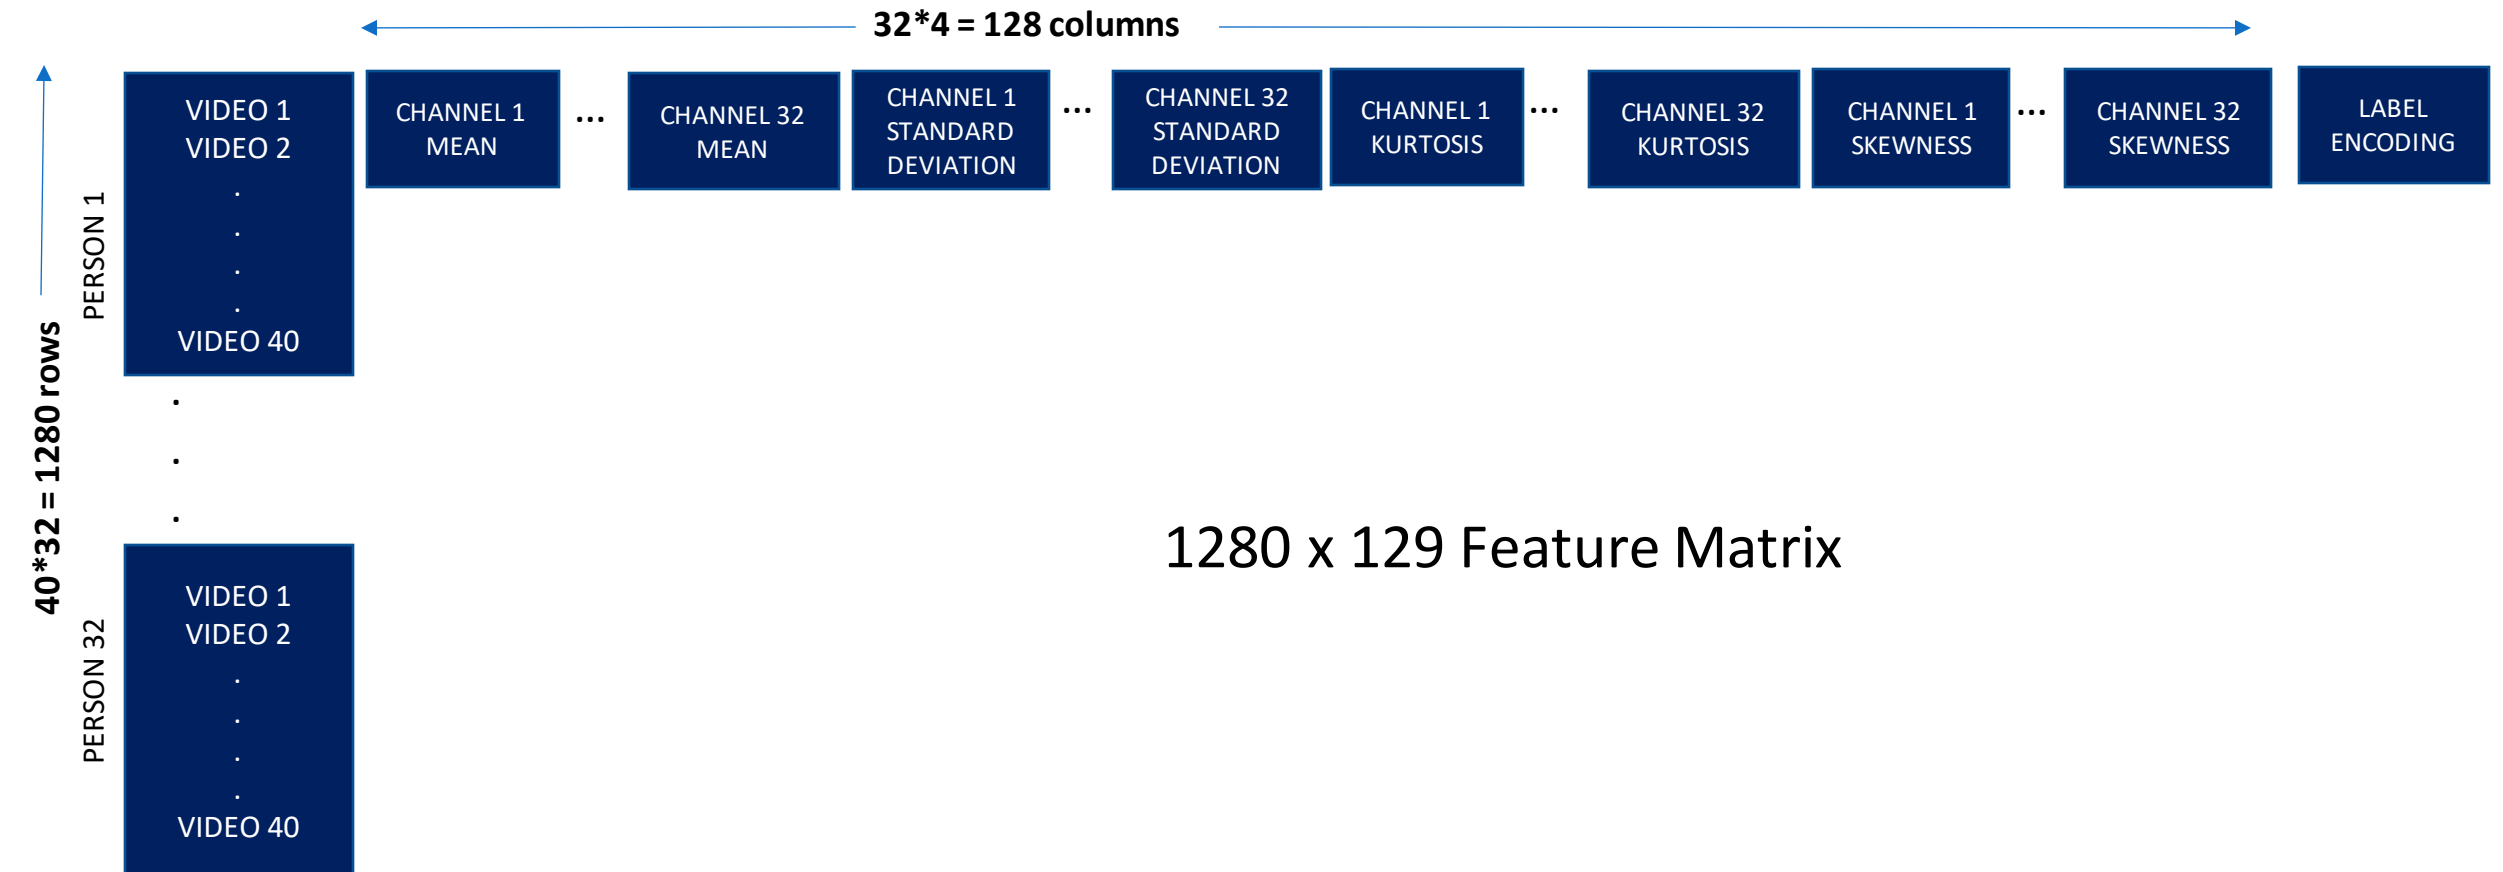 32*4 = 128 columns
VIDEO 1
VIDEO 2
.
.
.
.
VIDEO 40
CHANNEL 1
MEAN
...
CHANNEL 32
MEAN
CHANNEL 1
STANDARD
DEVIATION
...
CHANNEL 32
STANDARD
DEVIATION
CHANNEL 1
KURTOSIS
...
CHANNEL 32
KURTOSIS
CHANNEL 1
SKEWNESS
...
CHANNEL 32
SKEWNESS
LABEL
ENCODING
PERSON 1
40*32 = 1280 rows
.
.
.
1280 x 129 Feature Matrix
PERSON 32
VIDEO 1
VIDEO 2
.
.
.
.
VIDEO 40